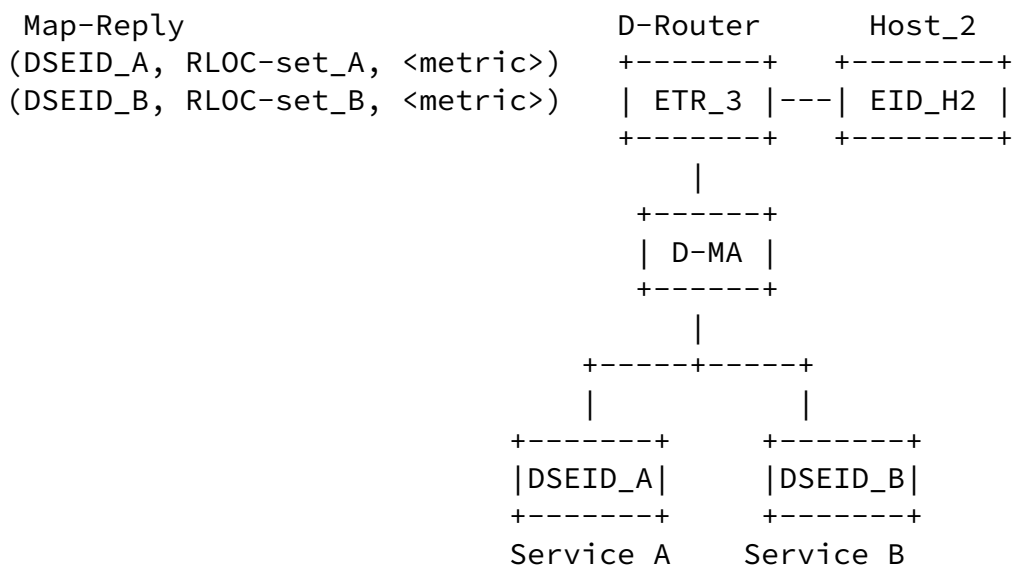 Map-Reply D-Router Host_2
(DSEID_A, RLOC-set_A, <metric>) +-------+ +--------+
(DSEID_B, RLOC-set_B, <metric>) | ETR_3 |---| EID_H2 |
+-------+ +--------+
|
+------+
| D-MA |
+------+
|
+-----+-----+
| |
+-------+ +-------+
|DSEID_A| |DSEID_B|
+-------+ +-------+
Service A Service B